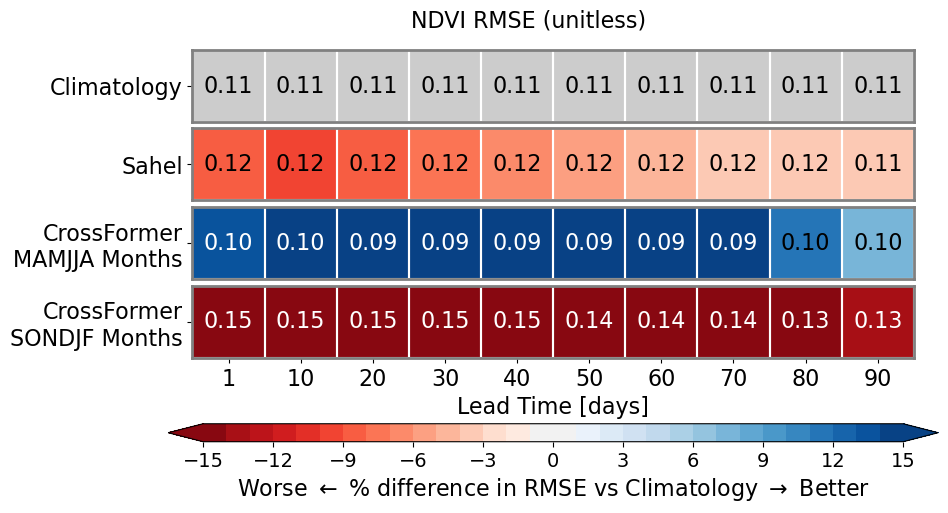 NDVI RMSE (unitless)
Climatology 0.11 0.11 0.11 0.11 0.11 0.11 0.11 0.11 0.11 0.11
Sahel 0.12 0.12 0.12 0.12 0.12 0.12 0.12 0.12 0.12 0.11
CrossFormer
MAMJJA Months 0.10 0.10 0.09 0.09 0.09 0.09 0.09 0.09 0.10 0.10
CrossFormer
SONDJF Months 0.15 0.15 0.15 0.15 0.15 0.14 0.14 0.14 0.13 0.13
1 10 20 30 40 50 60 70 80 90
Lead Time [days]
−15 −12 −9 −6 −3 0 3 6 9 12 15
Worse ← % difference in RMSE vs Climatology → Better